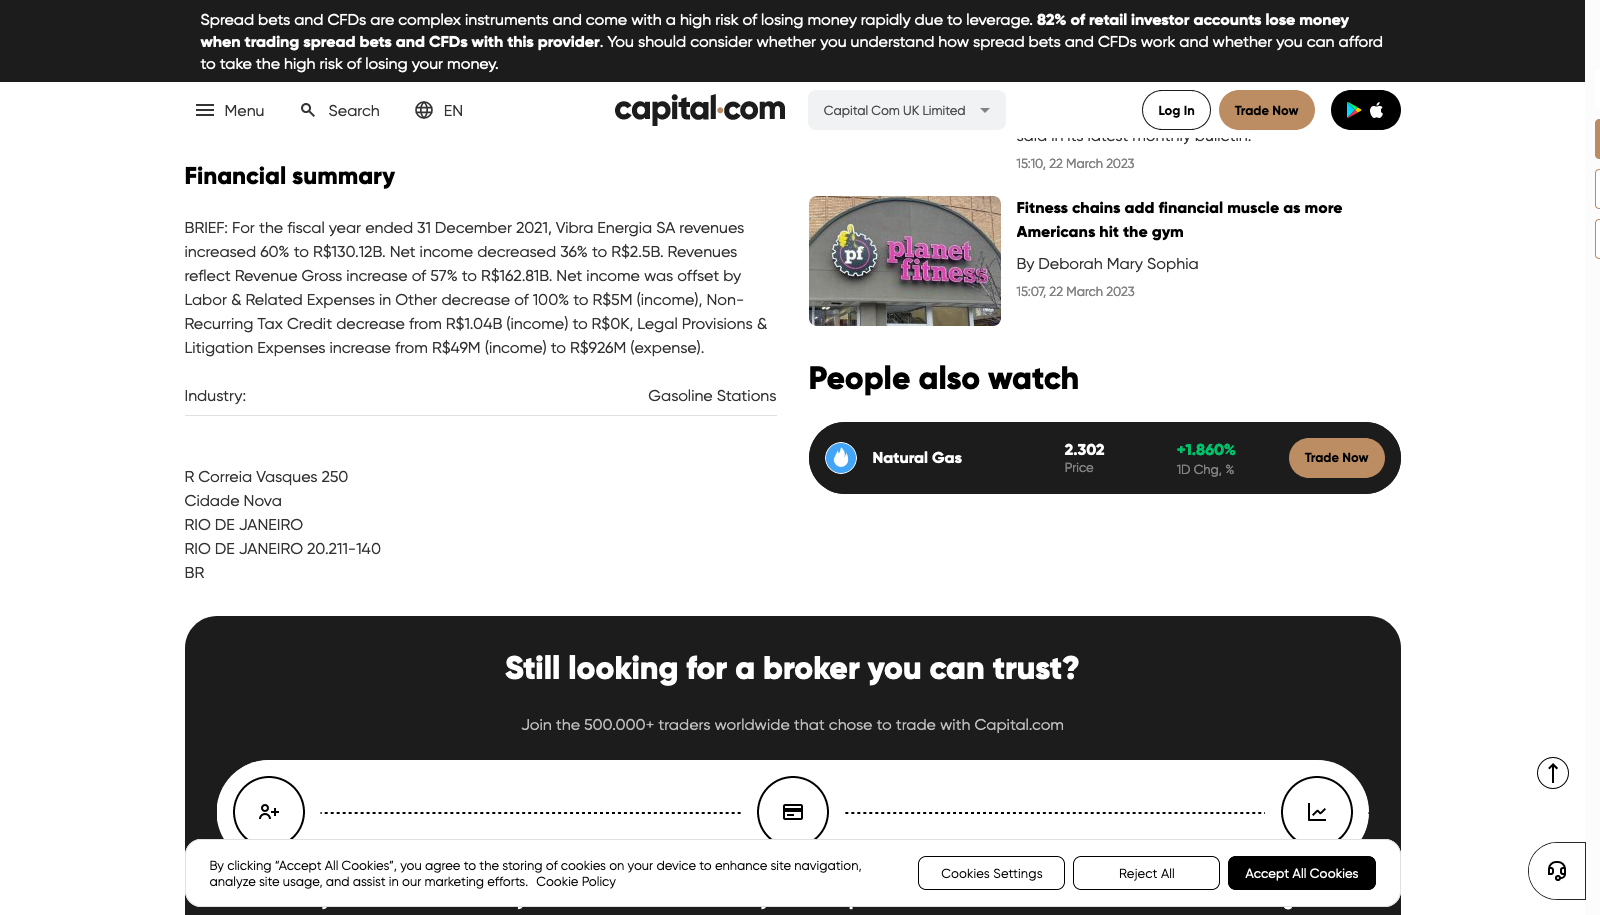 Spread bets and CFDs are complex instruments and come with a high risk of losing money rapidly due to leverage. 82% of retail investor accounts lose money
when trading spread bets and CFDs with this provider. You should consider whether you understand how spread bets and CFDs work and whether you can afford
to take the high risk of losing your money.
Menu
Search
EN
capital.com
Capital Com UK Limited
Log In
Trade Now
said in its latest monthly bulletin.
15:10, 22 March 2023
Financial summary
BRIEF: For the fiscal year ended 31 December 2021, Vibra Energia SA revenues
increased 60% to R$130.12B. Net income decreased 36% to R$2.5B. Revenues
reflect Revenue Gross increase of 57% to R$162.81B. Net income was offset by
Labor & Related Expenses in Other decrease of 100% to R$5M (income), Non-
Recurring Tax Credit decrease from R$1.04B (income) to R$0K, Legal Provisions &
Litigation Expenses increase from R$49M (income) to R$926M (expense).
Industry:
Gasoline Stations
R Correia Vasques 250
Cidade Nova
RIO DE JANEIRO
RIO DE JANEIRO 20.211-140
BR
pf
planet
fitness
Fitness chains add financial muscle as more
Americans hit the gym
By Deborah Mary Sophia
15:07, 22 March 2023
People also watch
Natural Gas
2.302
Price
+1.860%
1D Chg, %
Trade Now
Still looking for a broker you can trust?
Join the 500.000+ traders worldwide that chose to trade with Capital.com
By clicking “Accept All Cookies”, you agree to the storing of cookies on your device to enhance site navigation,
analyze site usage, and assist in our marketing efforts. Cookie Policy
Cookies Settings
Reject All
Accept All Cookies